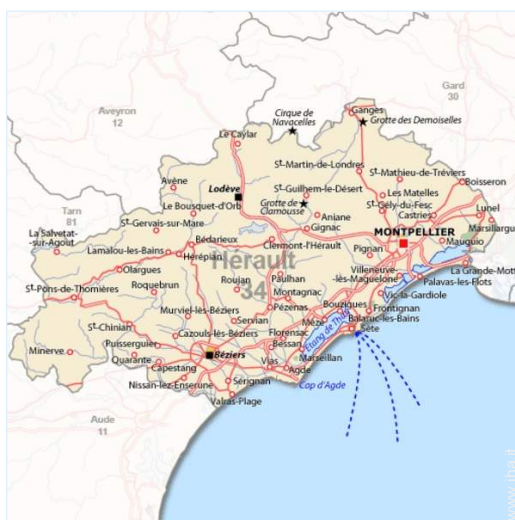 Gard
30
Aveyron
12
Cirque de
Navacelles
Ganges
Grotte des Demoiselles
Le Caylar
St-Martin-de-Londres
St-Mathieu-de-Tréviers
Avène
Boisseron
Lodève
St-Guilhem-le-Désert
Les Matelles
Tarn
81
Le Bousquet-d'Orb
Grotte de
Clamousse
St-Gély-du-Fesc
Castries
Lunel
St-Gervais-sur-Mare
Aniane
Marsillargues
La Salvetat-
sur-Agout
Gignac
MONTPELLIER
Bédarieux
Clermont-l'Hérault
Pignan
Mauguio
Lamalou-les-Bains
Hérépian
Hérault
34
Villeneuve-
lès-Maguelone
La Grande-Mott
Olargues
Roujan
Paulhan
Palavas-les-Flots
St-Pons-de-Thomières
Roquebrun
Montagnac
Vic-la-Gardiole
Pézenas
Bouzigues
Frontignan
Murviel-lès-Béziers
Servian
Mèze
Balaruc-les-Bains
St-Chinian
Cazouls-lès-Béziers
Florensac
Étang de Thau
Sète
Puisserguier
Bessan
Minerve
Quarante
Béziers
Marseillan
Capestang
Vias
Agde
Nissan-lez-Enserune
Sérignan
Cap d'Agde
Valras-Plage
Aude
11
www.iha.it